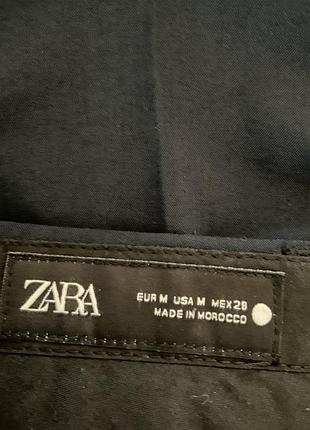 ZARA
EUR M USA M MEX 28
MADE IN MOROCCO